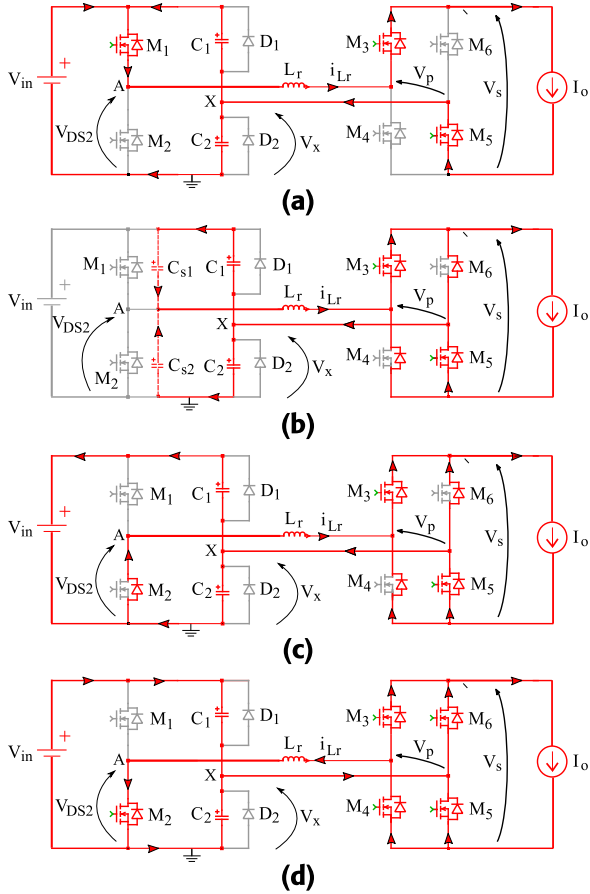 M1 C1 D1 M3 M6
Vin + Lr iLr Vp Vs Io
A X
VDS2 M2 C2 D2 Vx M4 M5
(a)
M1 Cs1 C1 D1 M3 M6
Vin + Lr iLr Vp Vs Io
A X
VDS2 M2 Cs2 C2 D2 Vx M4 M5
(b)
M1 C1 D1 M3 M6
Vin + Lr iLr Vp Vs Io
A X
VDS2 M2 C2 D2 Vx M4 M5
(c)
M1 C1 D1 M3 M6
Vin + Lr iLr Vp Vs Io
A X
VDS2 M2 C2 D2 Vx M4 M5
(d)